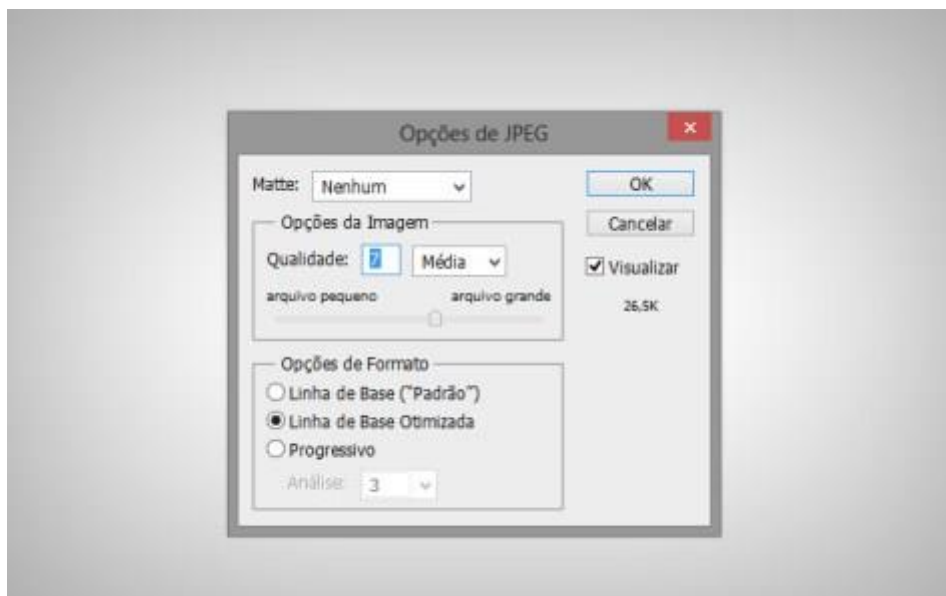 Opções de JPEG
Matte: Nenhum
OK
Opções da Imagem
Cancelar
Qualidade: 7 Média
Visualizar
arquivo pequeno arquivo grande
26,5K
Opções de Formato
Linha de Base ("Padrão")
Linha de Base Otimizada
Progressivo
Análise: 3